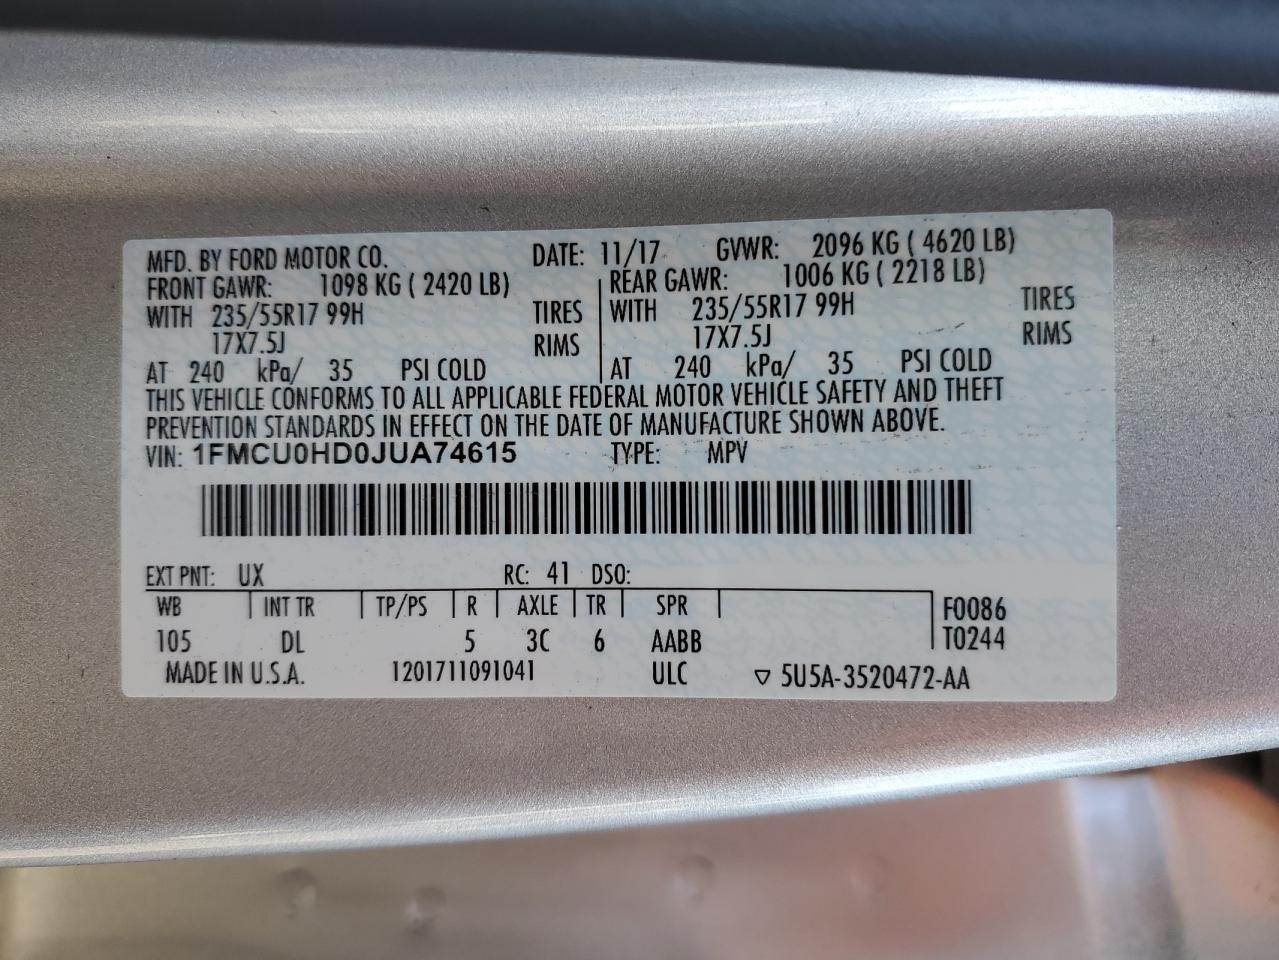 MFD. BY FORD MOTOR CO. DATE: 11/17 GVWR: 2096 KG ( 4620 LB)
FRONT GAWR: 1098 KG ( 2420 LB) REAR GAWR: 1006 KG ( 2218 LB)
WITH 235/55R17 99H TIRES WITH 235/55R17 99H TIRES
17X7.5J RIMS 17X7.5J RIMS
AT 240 kPa/ 35 PSI COLD AT 240 kPa/ 35 PSI COLD
THIS VEHICLE CONFORMS TO ALL APPLICABLE FEDERAL MOTOR VEHICLE SAFETY AND THEFT
PREVENTION STANDARDS IN EFFECT ON THE DATE OF MANUFACTURE SHOWN ABOVE.
VIN: 1FMCU0HD0JUA74615 TYPE: MPV
EXT PNT: UX RC: 41 DSO:
WB INT TR TP/PS R AXLE TR SPR F0086
105 DL 5 3C 6 AABB T0244
MADE IN U.S.A. 1201711091041 ULC ▽ 5U5A-3520472-AA